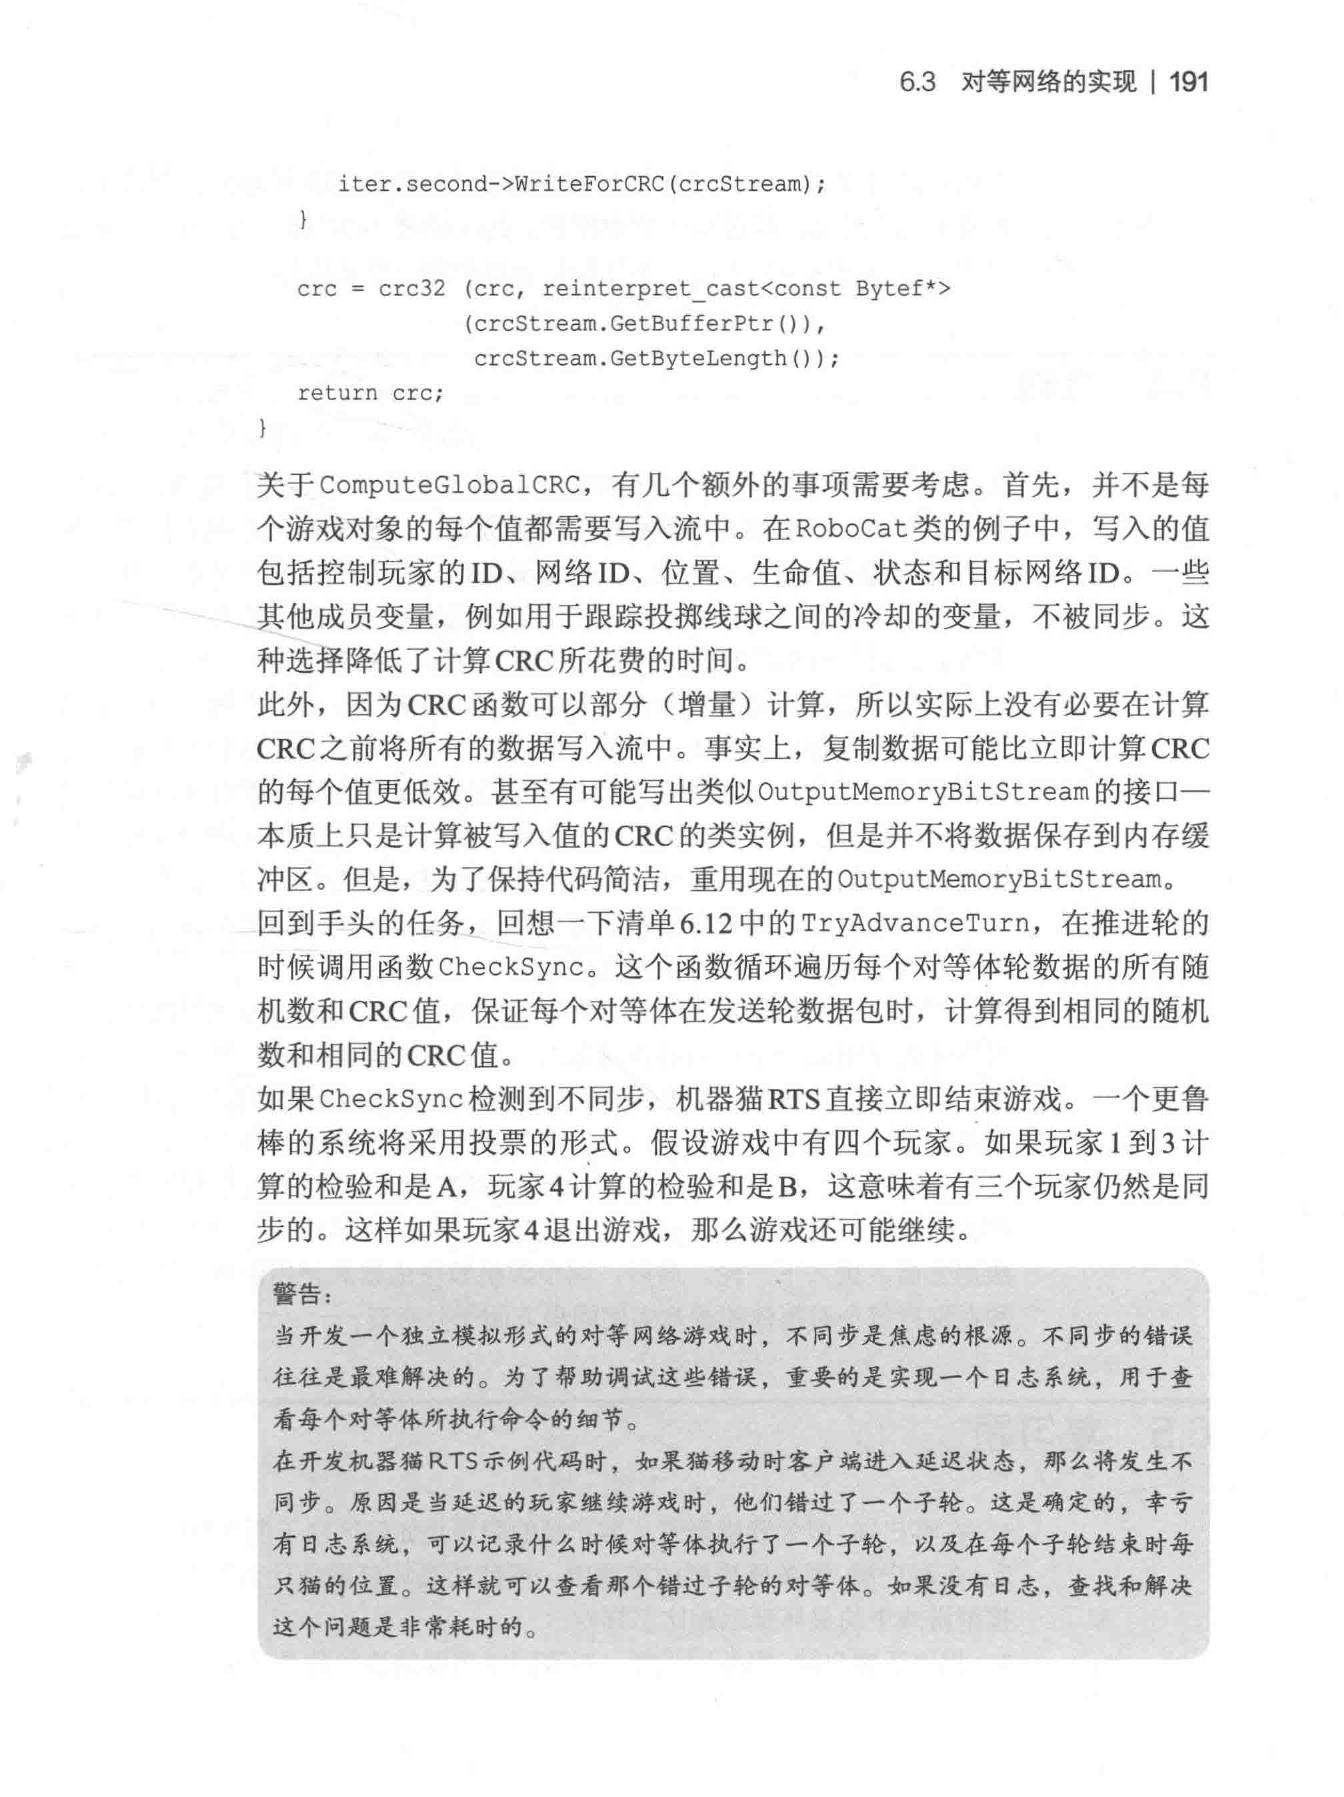 6.3 对等网络的实现 | 191
iter.second->WriteForCRC(crcStream);
}
crc = crc32 (crc, reinterpret_cast<const Bytef*>
(crcStream.GetBufferPtr()),
crcStream.GetByteLength());
return crc;
}
关于ComputeGlobalCRC，有几个额外的事项需要考虑。首先，并不是每
个游戏对象的每个值都需要写入流中。在RoboCat类的例子中，写入的值
包括控制玩家的ID、网络ID、位置、生命值、状态和目标网络ID。一些
其他成员变量，例如用于跟踪投掷线球之间的冷却的变量，不被同步。这
种选择降低了计算CRC所花费的时间。
此外，因为CRC函数可以部分（增量）计算，所以实际上没有必要在计算
CRC之前将所有的数据写入流中。事实上，复制数据可能比立即计算CRC
的每个值更低效。甚至有可能写出类似OutputMemoryBitStream的接口—
本质上只是计算被写入值的CRC的类实例，但是并不将数据保存到内存缓
冲区。但是，为了保持代码简洁，重用现在的OutputMemoryBitStream。
回到手头的任务，回想一下清单6.12中的TryAdvanceTurn，在推进轮的
时候调用函数CheckSync。这个函数循环遍历每个对等体轮数据的所有随
机数和CRC值，保证每个对等体在发送轮数据包时，计算得到相同的随机
数和相同的CRC值。
如果CheckSync检测到不同步，机器猫RTS直接立即结束游戏。一个更鲁
棒的系统将采用投票的形式。假设游戏中有四个玩家。如果玩家1到3计
算的检验和是A，玩家4计算的检验和是B，这意味着有三个玩家仍然是同
步的。这样如果玩家4退出游戏，那么游戏还可能继续。
警告：
当开发一个独立模拟形式的对等网络游戏时，不同步是焦虑的根源。不同步的错误
往往是最难解决的。为了帮助调试这些错误，重要的是实现一个日志系统，用于查
看每个对等体所执行命令的细节。
在开发机器猫RTS示例代码时，如果猫移动时客户端进入延迟状态，那么将发生不
同步。原因是当延迟的玩家继续游戏时，他们错过了一个子轮。这是确定的，幸亏
有日志系统，可以记录什么时候对等体执行了一个子轮，以及在每个子轮结束时每
只猫的位置。这样就可以查看那个错过子轮的对等体。如果没有日志，查找和解决
这个问题是非常耗时的。